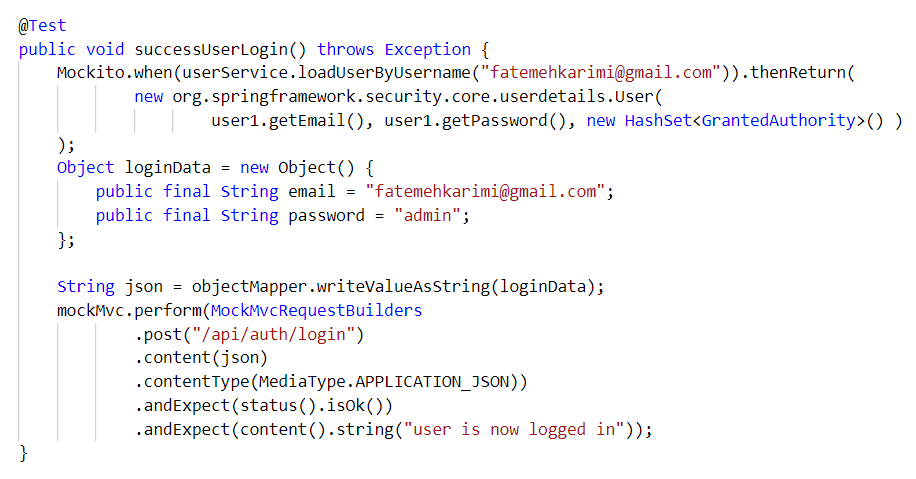 @Test
public void successUserLogin() throws Exception {
    Mockito.when(userService.loadUserByUsername("fatemehkarimi@gmail.com")).thenReturn(
            new org.springframework.security.core.userdetails.User(
                    user1.getEmail(), user1.getPassword(), new HashSet<GrantedAuthority>() )
    );
    Object loginData = new Object() {
        public final String email = "fatemehkarimi@gmail.com";
        public final String password = "admin";
    };

    String json = objectMapper.writeValueAsString(loginData);
    mockMvc.perform(MockMvcRequestBuilders
            .post("/api/auth/login")
            .content(json)
            .contentType(MediaType.APPLICATION_JSON))
            .andExpect(status().isOk())
            .andExpect(content().string("user is now logged in"));
}